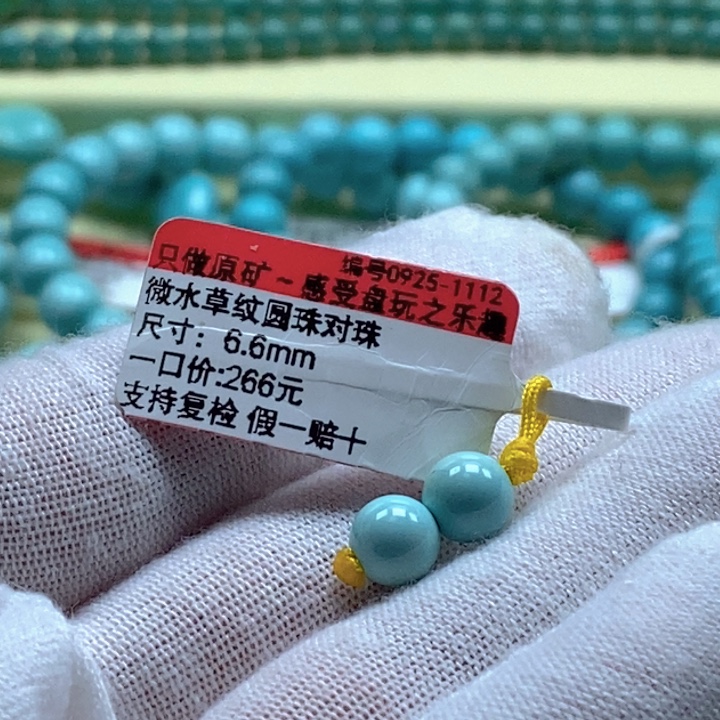 编号0925-1112
只做原矿~感受盘玩之乐趣
微水草纹圆珠对珠
尺寸：6.6mm
一口价:266元
支持复检 假一赔十